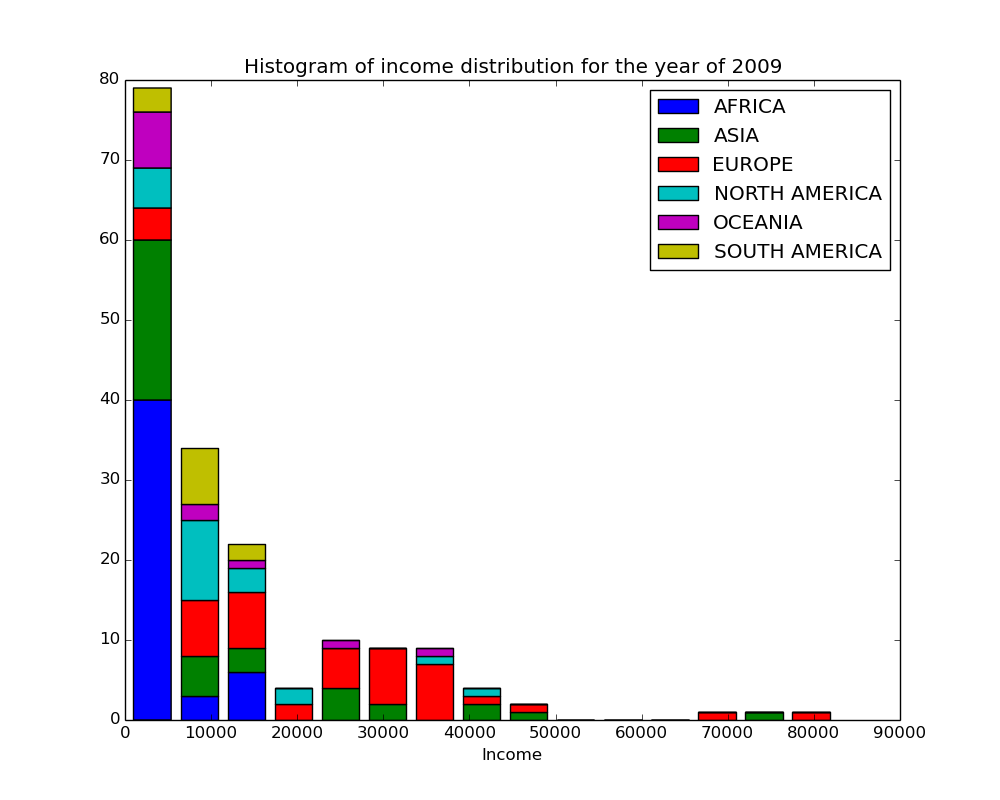 Histogram of income distribution for the year of 2009
80
70
60
50
40
30
20
10
0
AFRICA
ASIA
EUROPE
NORTH AMERICA
OCEANIA
SOUTH AMERICA
0 10000 20000 30000 40000 50000 60000 70000 80000 90000
Income